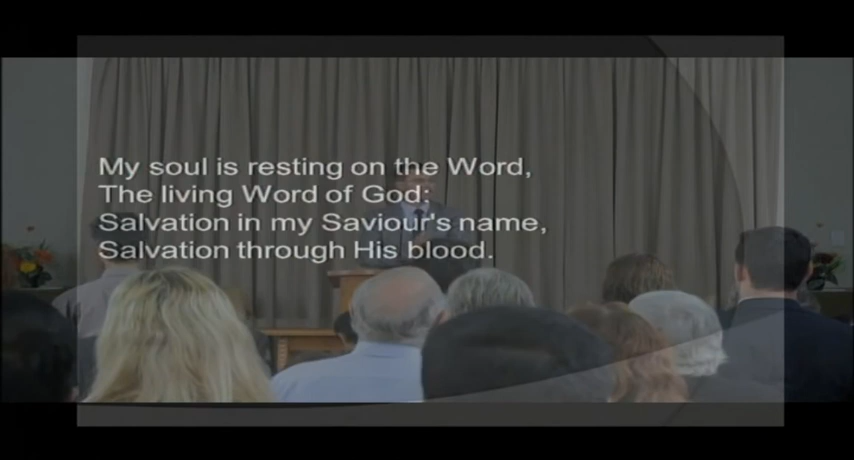 My soul is resting on the Word,
The living Word of God:
Salvation in my Saviour's name,
Salvation through His blood.